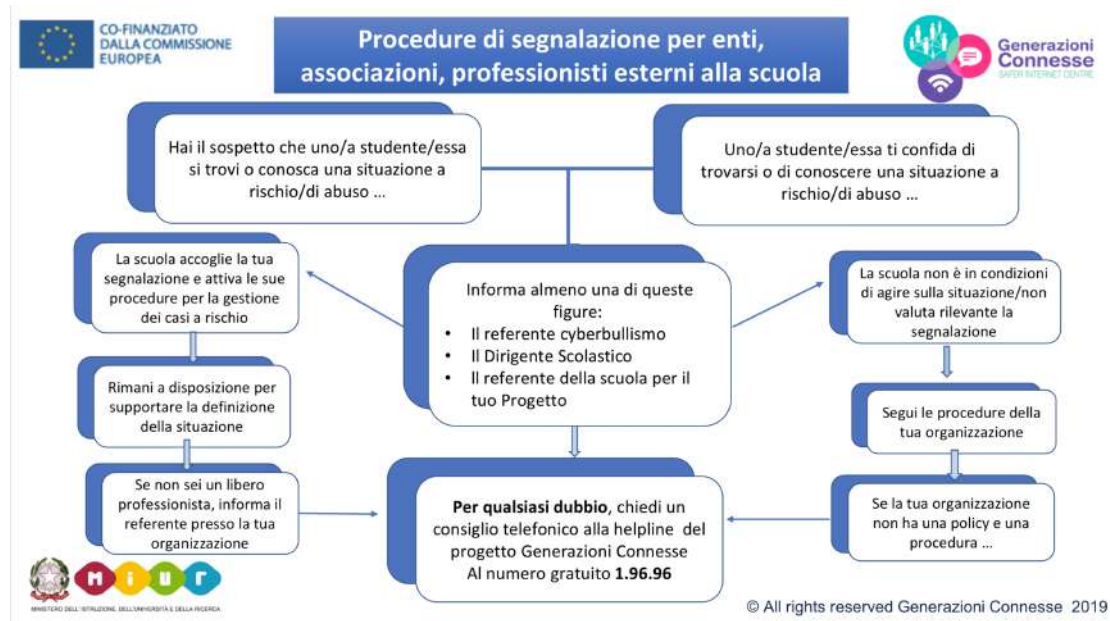 CO-FINANZIATO
DALLA COMMISSIONE
EUROPEA
Procedure di segnalazione per enti,
associazioni, professionisti esterni alla scuola
Generazioni
Connesse
SAFER INTERNET CENTRE
Hai il sospetto che uno/a studente/essa
si trovi o conosca una situazione a
rischio/di abuso ...
Uno/a studente/essa ti confida di
trovarsi o di conoscere una situazione a
rischio/di abuso ...
La scuola accoglie la tua
segnalazione e attiva le sue
procedure per la gestione
dei casi a rischio
Informa almeno una di queste
figure:
• Il referente cyberbullismo
• Il Dirigente Scolastico
• Il referente della scuola per il
tuo Progetto
La scuola non è in condizioni
di agire sulla situazione/non
valuta rilevante la
segnalazione
Rimani a disposizione per
supportare la definizione
della situazione
Segui le procedure della
tua organizzazione
Se non sei un libero
professionista, informa il
referente presso la tua
organizzazione
Per qualsiasi dubbio, chiedi un
consiglio telefonico alla helpline del
progetto Generazioni Connesse
Al numero gratuito 1.96.96
Se la tua organizzazione
non ha una policy e una
procedura ...
MIUR
MINISTERO DELL'ISTRUZIONE, DELL'UNIVERSITÀ E DELLA RICERCA
© All rights reserved Generazioni Connesse 2019